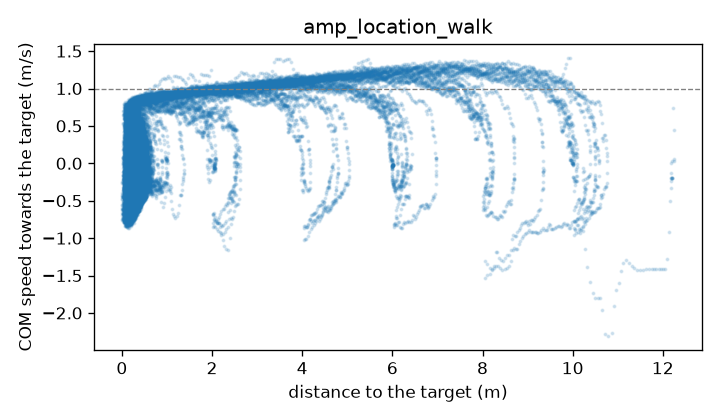 amp_location_walk
COM speed towards the target (m/s)
1.5
1.0
0.5
0.0
−0.5
−1.0
−1.5
−2.0
0 2 4 6 8 10 12
distance to the target (m)